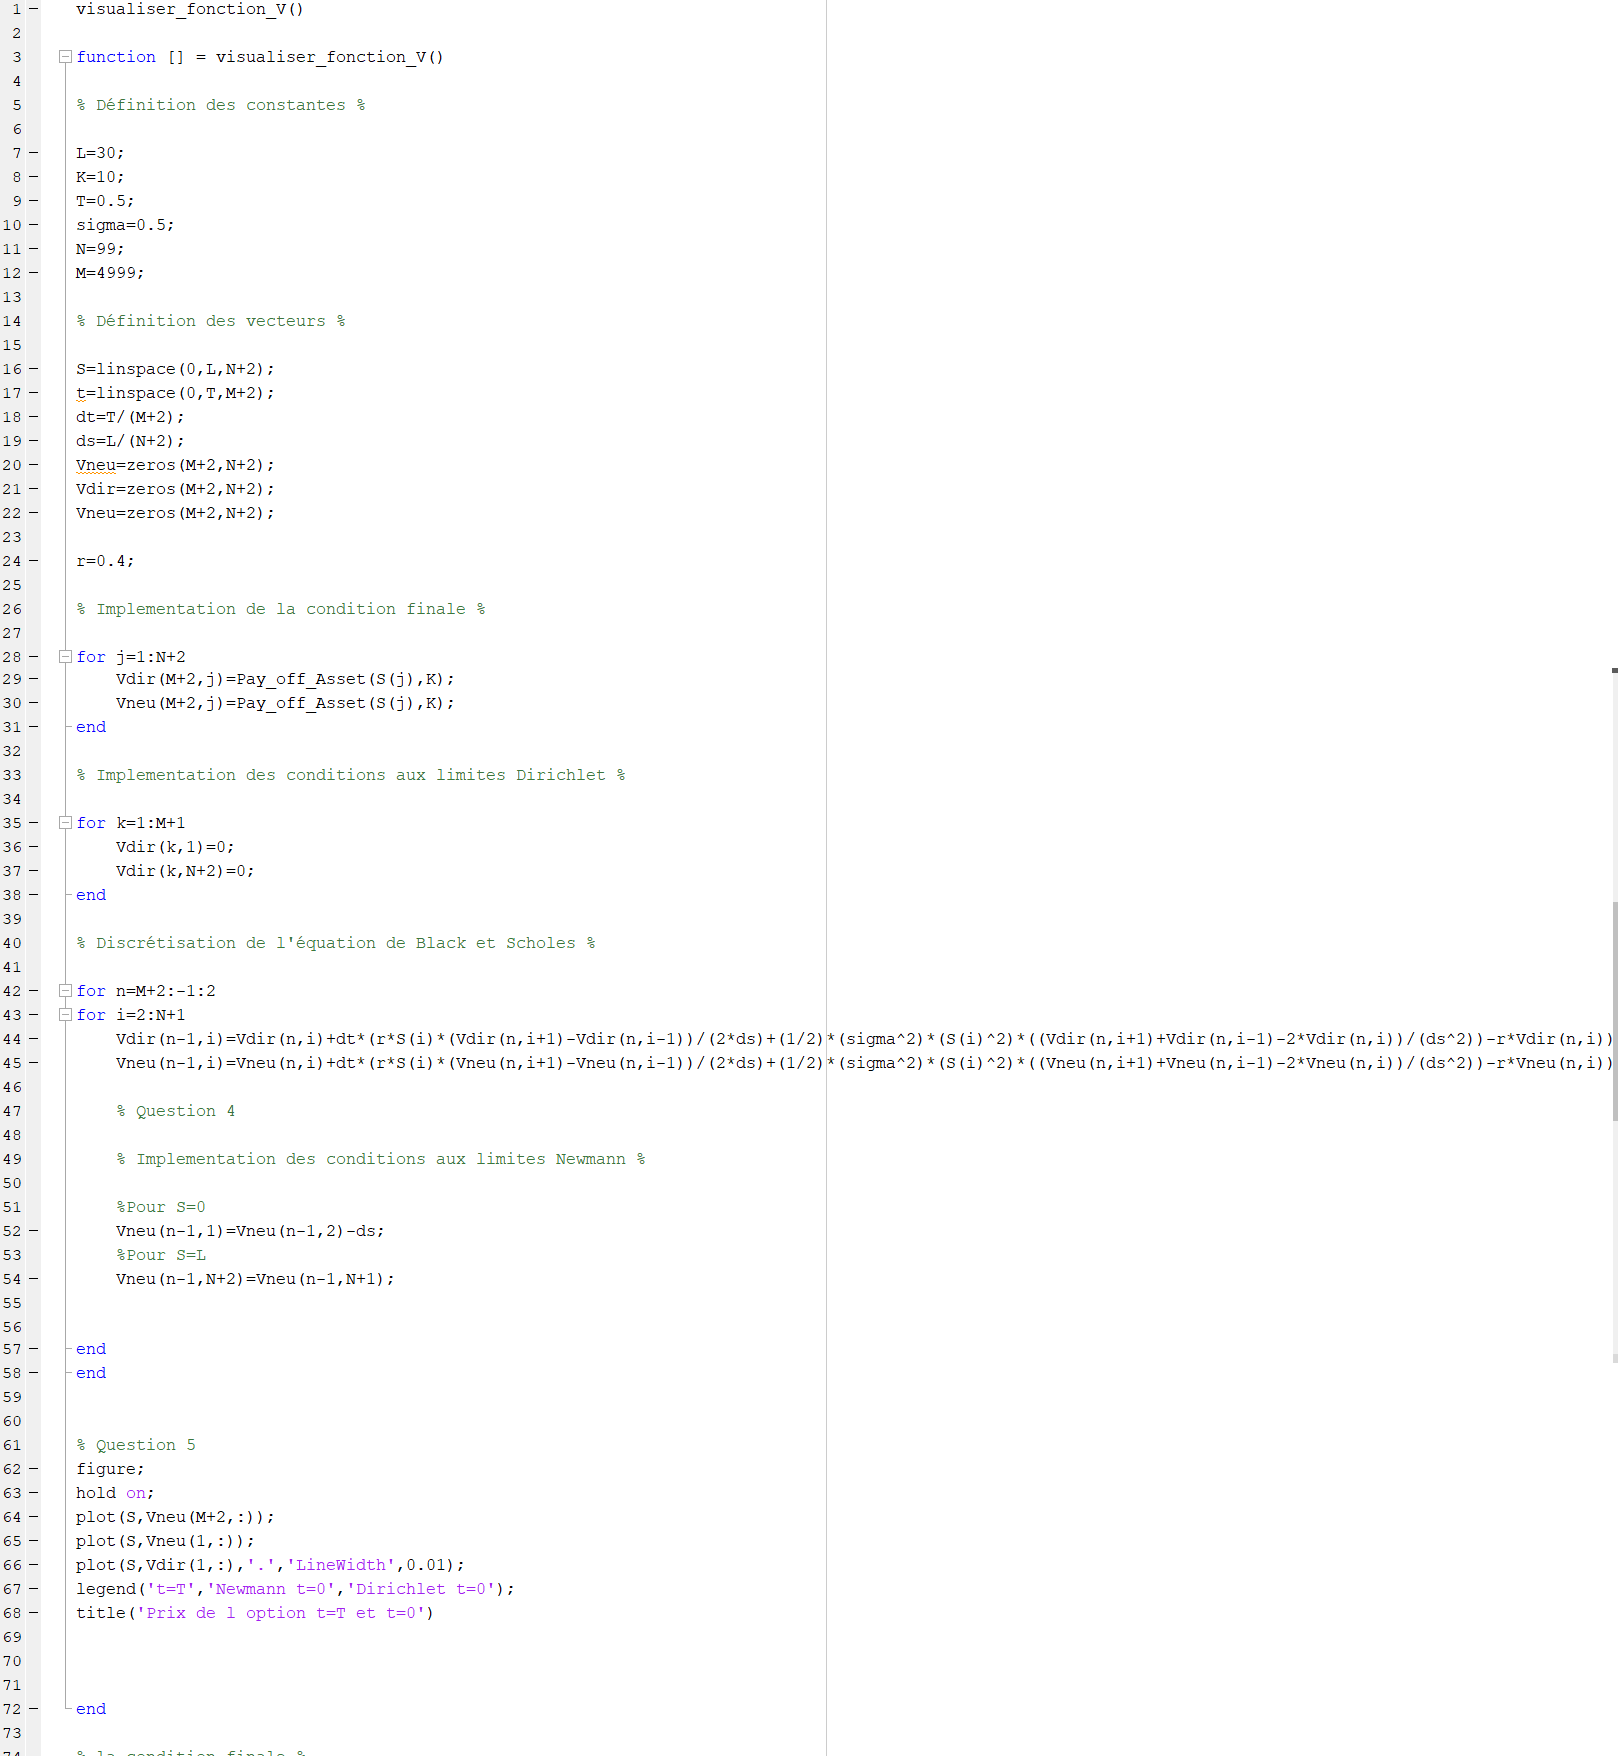 1 visualiser_fonction_V()
2
3 function [] = visualiser_fonction_V()
4
5 % Définition des constantes %
6
7 L=30;
8 K=10;
9 T=0.5;
10 sigma=0.5;
11 N=99;
12 M=4999;
13
14 % Définition des vecteurs %
15
16 S=linspace(0,L,N+2);
17 t=linspace(0,T,M+2);
18 dt=T/(M+2);
19 ds=L/(N+2);
20 Vneu=zeros(M+2,N+2);
21 Vdir=zeros(M+2,N+2);
22 Vneu=zeros(M+2,N+2);
23
24 r=0.4;
25
26 % Implementation de la condition finale %
27
28 for j=1:N+2
29 Vdir(M+2,j)=Pay_off_Asset(S(j),K);
30 Vneu(M+2,j)=Pay_off_Asset(S(j),K);
31 end
32
33 % Implementation des conditions aux limites Dirichlet %
34
35 for k=1:M+1
36 Vdir(k,1)=0;
37 Vdir(k,N+2)=0;
38 end
39
40 % Discrétisation de l'équation de Black et Scholes %
41
42 for n=M+2:-1:2
43 for i=2:N+1
44 Vdir(n-1,i)=Vdir(n,i)+dt*(r*S(i)*(Vdir(n,i+1)-Vdir(n,i-1))/(2*ds)+(1/2)*(sigma^2)*(S(i)^2)*((Vdir(n,i+1)+Vdir(n,i-1)-2*Vdir(n,i))/(ds^2))-r*Vdir(n,i))
45 Vneu(n-1,i)=Vneu(n,i)+dt*(r*S(i)*(Vneu(n,i+1)-Vneu(n,i-1))/(2*ds)+(1/2)*(sigma^2)*(S(i)^2)*((Vneu(n,i+1)+Vneu(n,i-1)-2*Vneu(n,i))/(ds^2))-r*Vneu(n,i))
46
47 % Question 4
48
49 % Implementation des conditions aux limites Newmann %
50
51 %Pour S=0
52 Vneu(n-1,1)=Vneu(n-1,2)-ds;
53 %Pour S=L
54 Vneu(n-1,N+2)=Vneu(n-1,N+1);
55
56
57 end
58 end
59
60
61 % Question 5
62 figure;
63 hold on;
64 plot(S,Vneu(M+2,:));
65 plot(S,Vneu(1,:));
66 plot(S,Vdir(1,:),'.','LineWidth',0.01);
67 legend('t=T','Newmann t=0','Dirichlet t=0');
68 title('Prix de l option t=T et t=0')
69
70
71
72 end
73
74 % la condition finale %